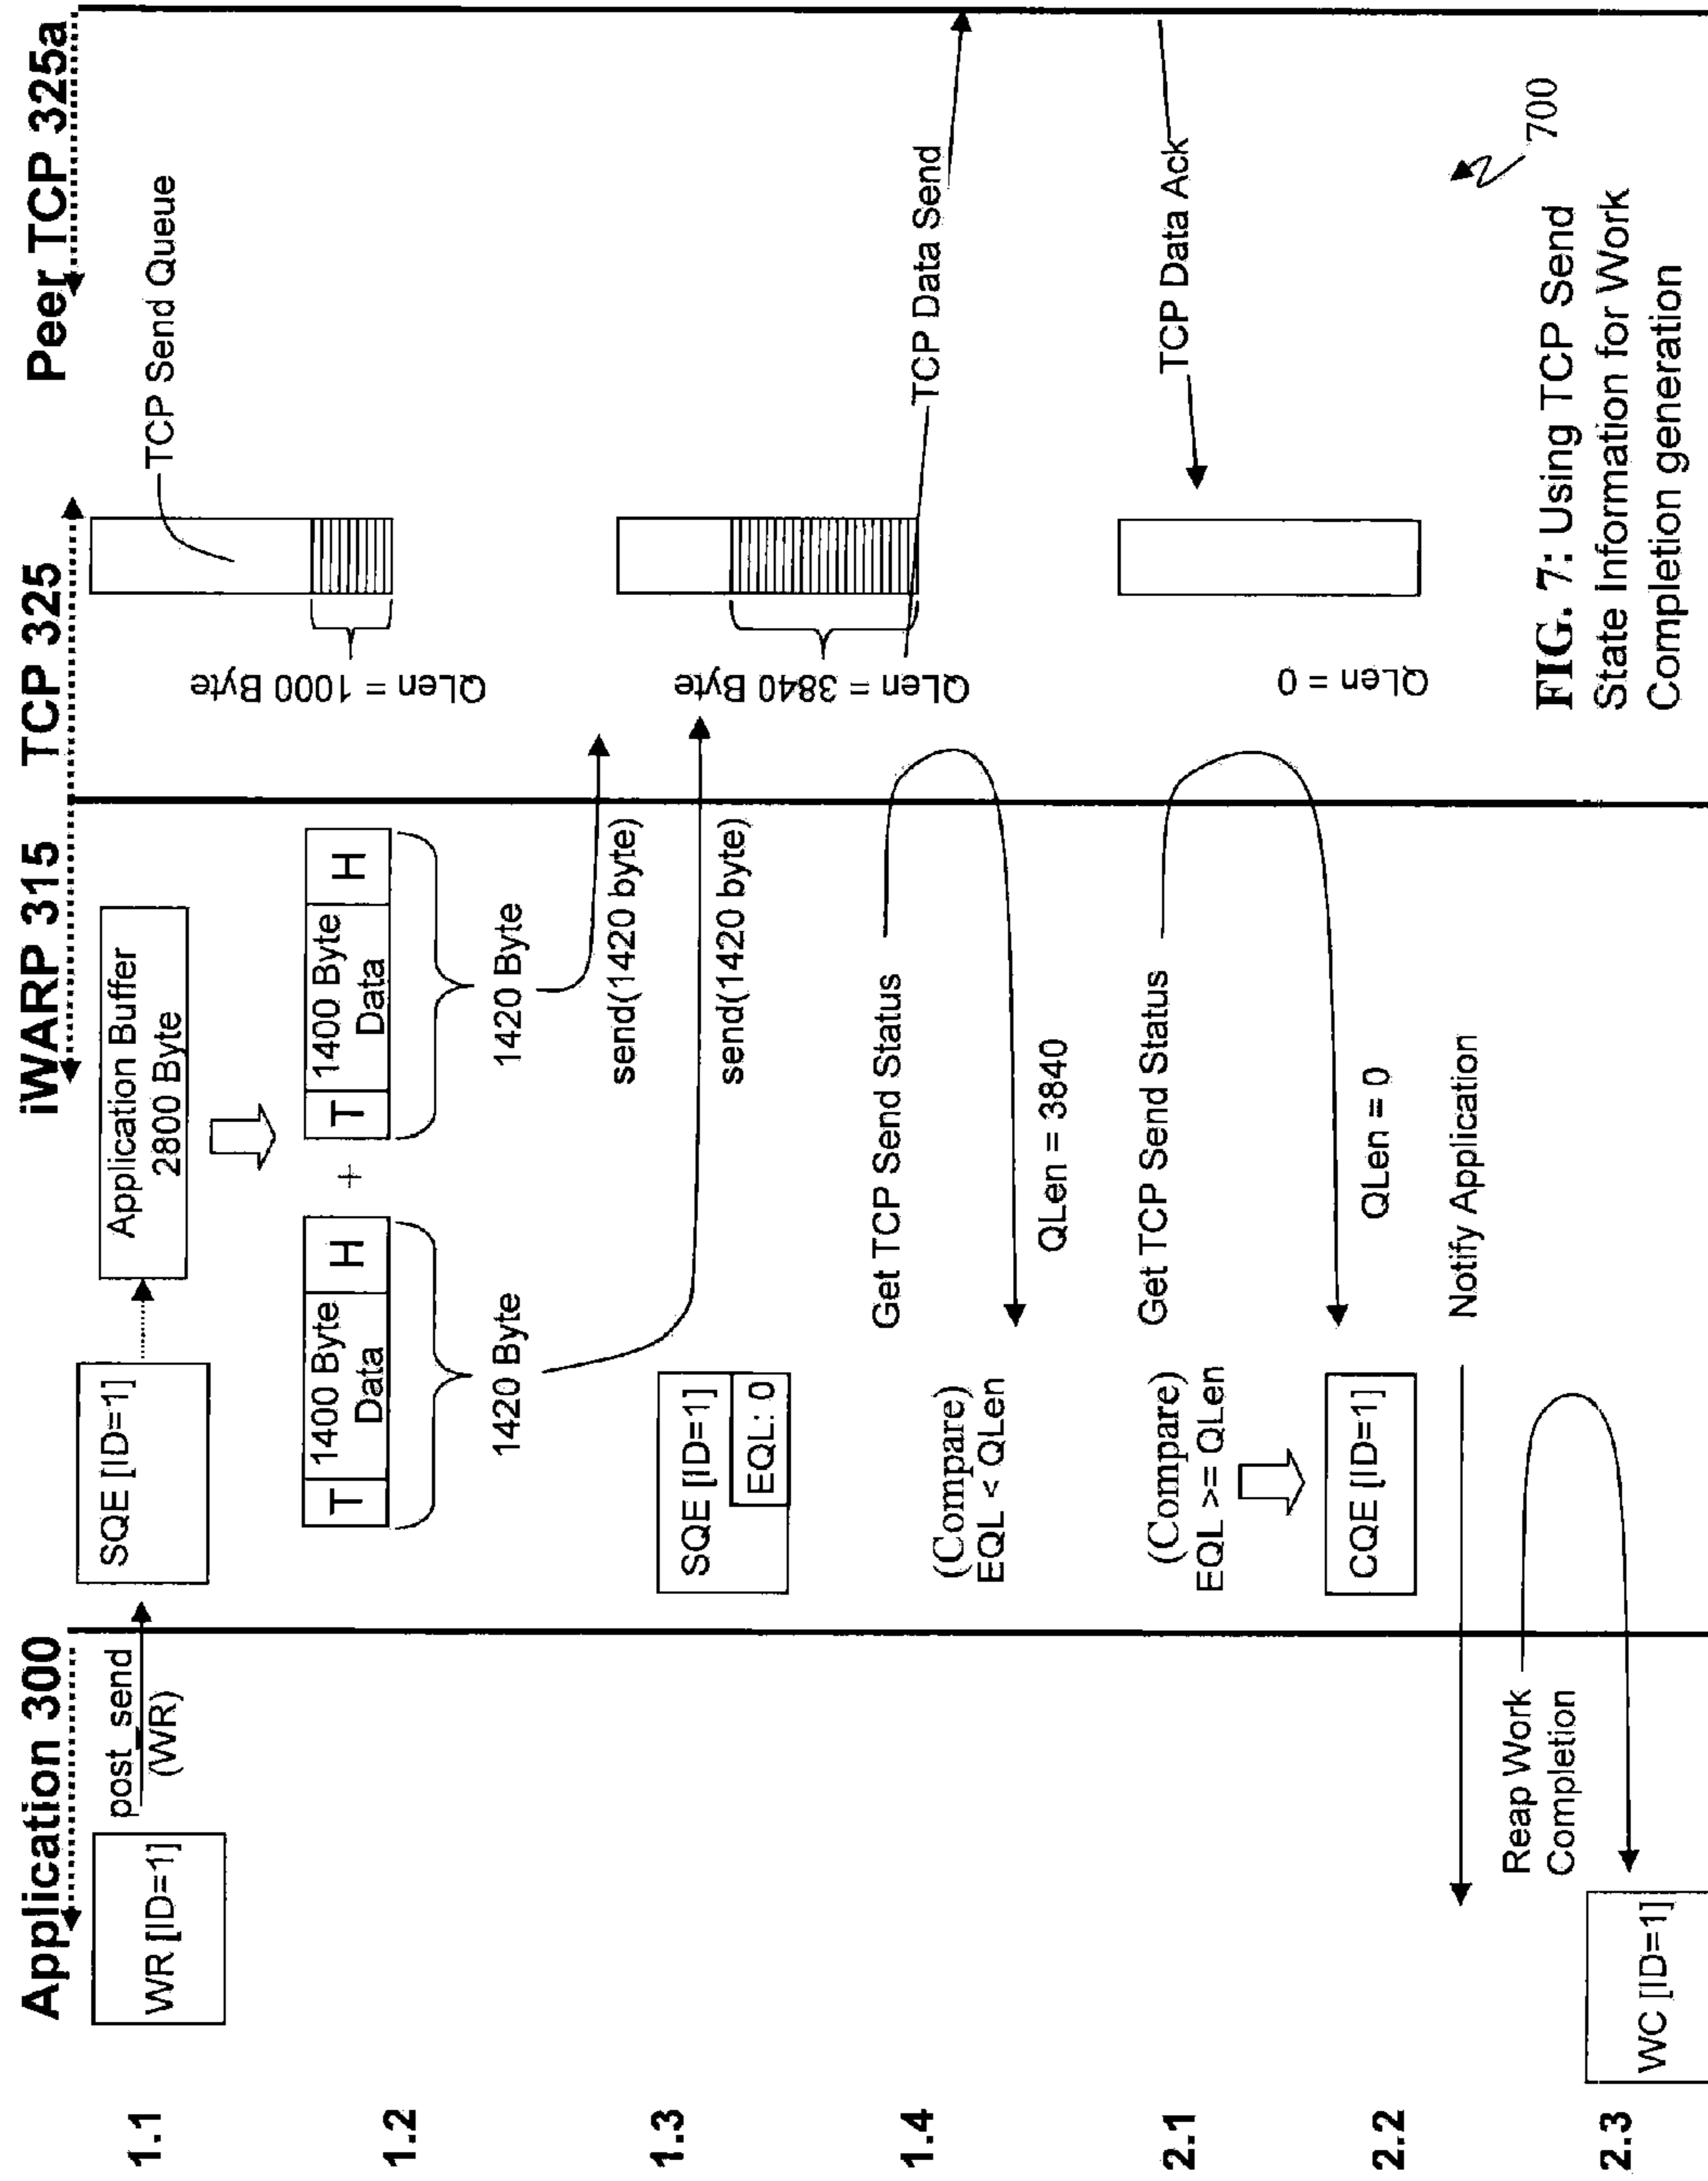 Application 300
iWARP 315
TCP 325
Peer TCP 325a
1.1
WR [ID=1]
post_send
(WR)
SQE [ID=1]
Application Buffer
2800 Byte
TCP Send Queue
1.2
T
1400 Byte
Data
H
+
T
1400 Byte
Data
H
1420 Byte
1420 Byte
QLen = 1000 Byte
send(1420 byte)
send(1420 byte)
1.3
SQE [ID=1]
EQL: 0
QLen = 3840 Byte
1.4
(Compare)
EQL < QLen
Get TCP Send Status
QLen = 3840
TCP Data Send
2.1
(Compare)
EQL >= QLen
Get TCP Send Status
TCP Data Ack
2.2
CQE [ID=1]
QLen = 0
QLen = 0
Notify Application
2.3
Reap Work
Completion
WC [ID=1]
700
FIG. 7: Using TCP Send
State Information for Work
Completion generation